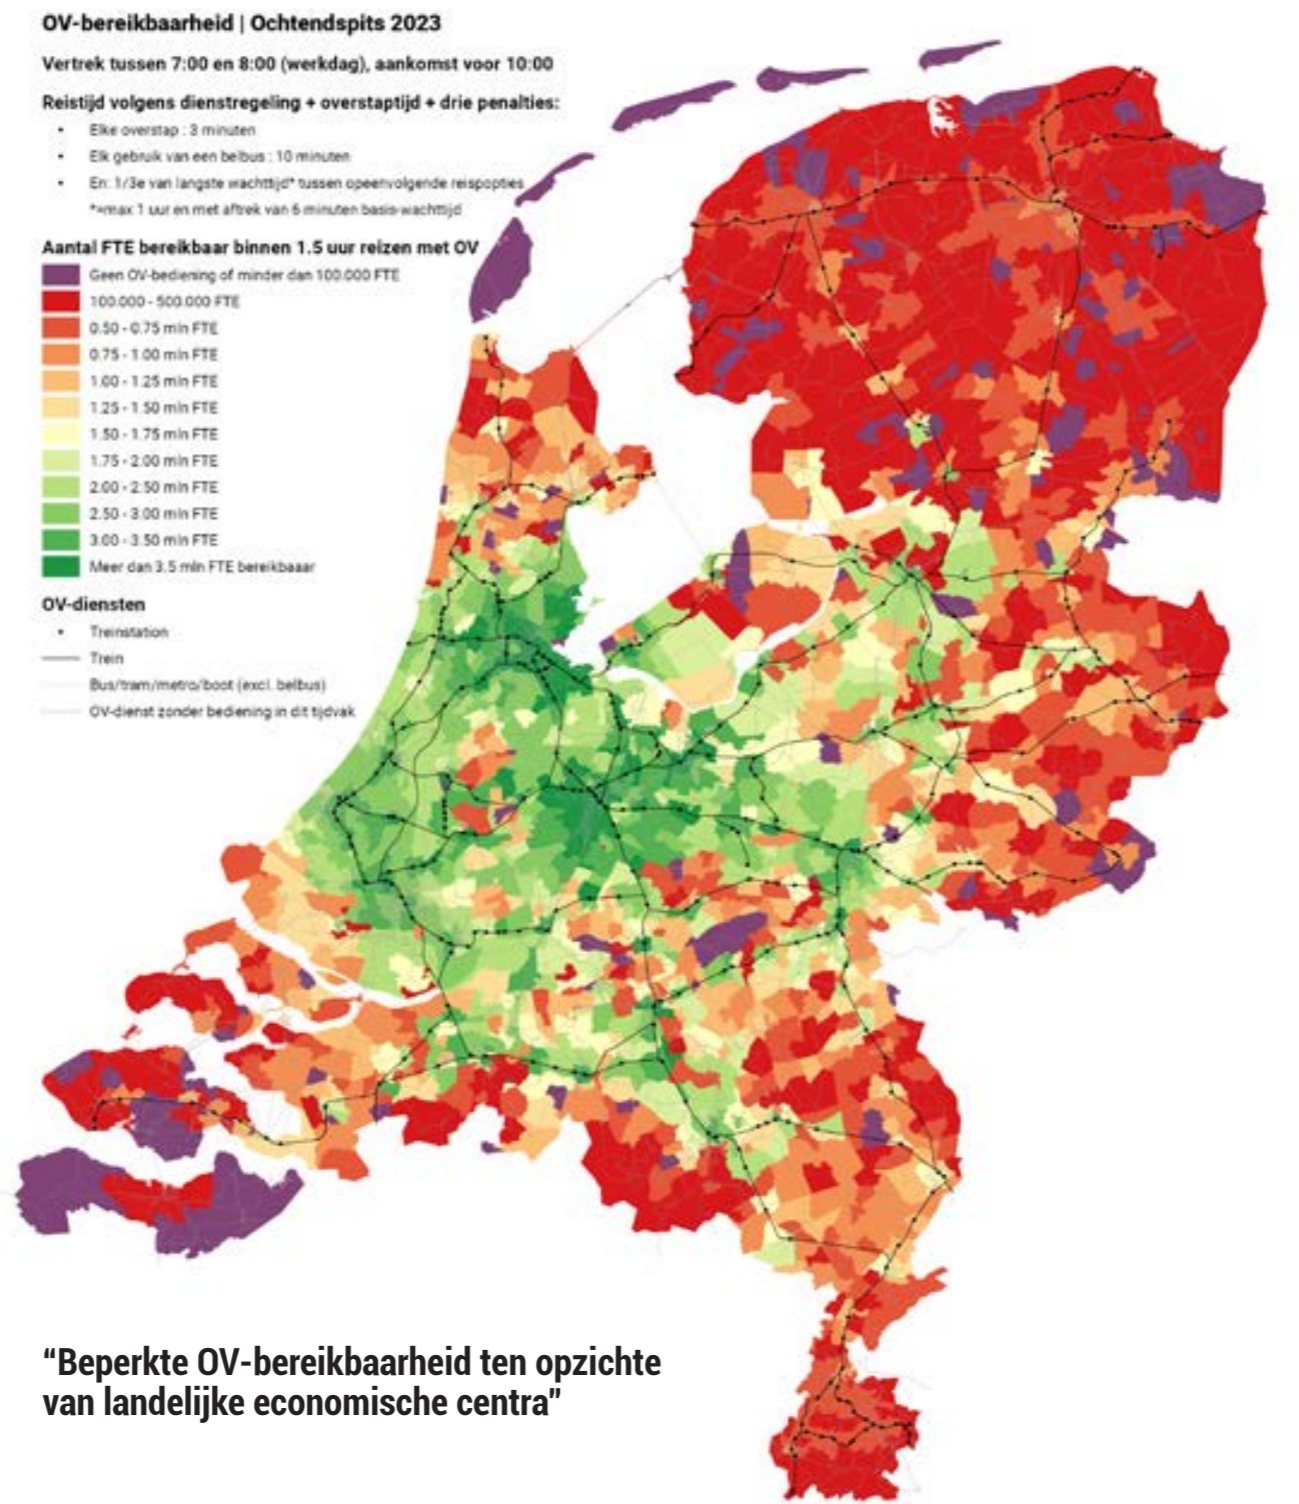 OV-bereikbaarheid | Ochtendspits 2023
Vertrek tussen 7:00 en 8:00 (werkdag), aankomst voor 10:00
Reistijd volgens dienstregeling + overstaptijd + drie penalties:
• Elke overstap : 3 minuten
• Elk gebruik van een belbus : 10 minuten
• En: 1/3e van langste wachttijd* tussen opeenvolgende reisopties
*=max 1 uur en met aftrek van 6 minuten basis-wachttijd
Aantal FTE bereikbaar binnen 1.5 uur reizen met OV
Geen OV-bediening of minder dan 100.000 FTE
100.000 - 500.000 FTE
0.50 - 0.75 mln FTE
0.75 - 1.00 mln FTE
1.00 - 1.25 mln FTE
1.25 - 1.50 mln FTE
1.50 - 1.75 mln FTE
1.75 - 2.00 mln FTE
2.00 - 2.50 mln FTE
2.50 - 3.00 mln FTE
3.00 - 3.50 mln FTE
Meer dan 3.5 mln FTE bereikbaaar
OV-diensten
• Treinstation
Trein
Bus/tram/metro/boot (excl. belbus)
OV-dienst zonder bediening in dit tijdvak
“Beperkte OV-bereikbaarheid ten opzichte
van landelijke economische centra”